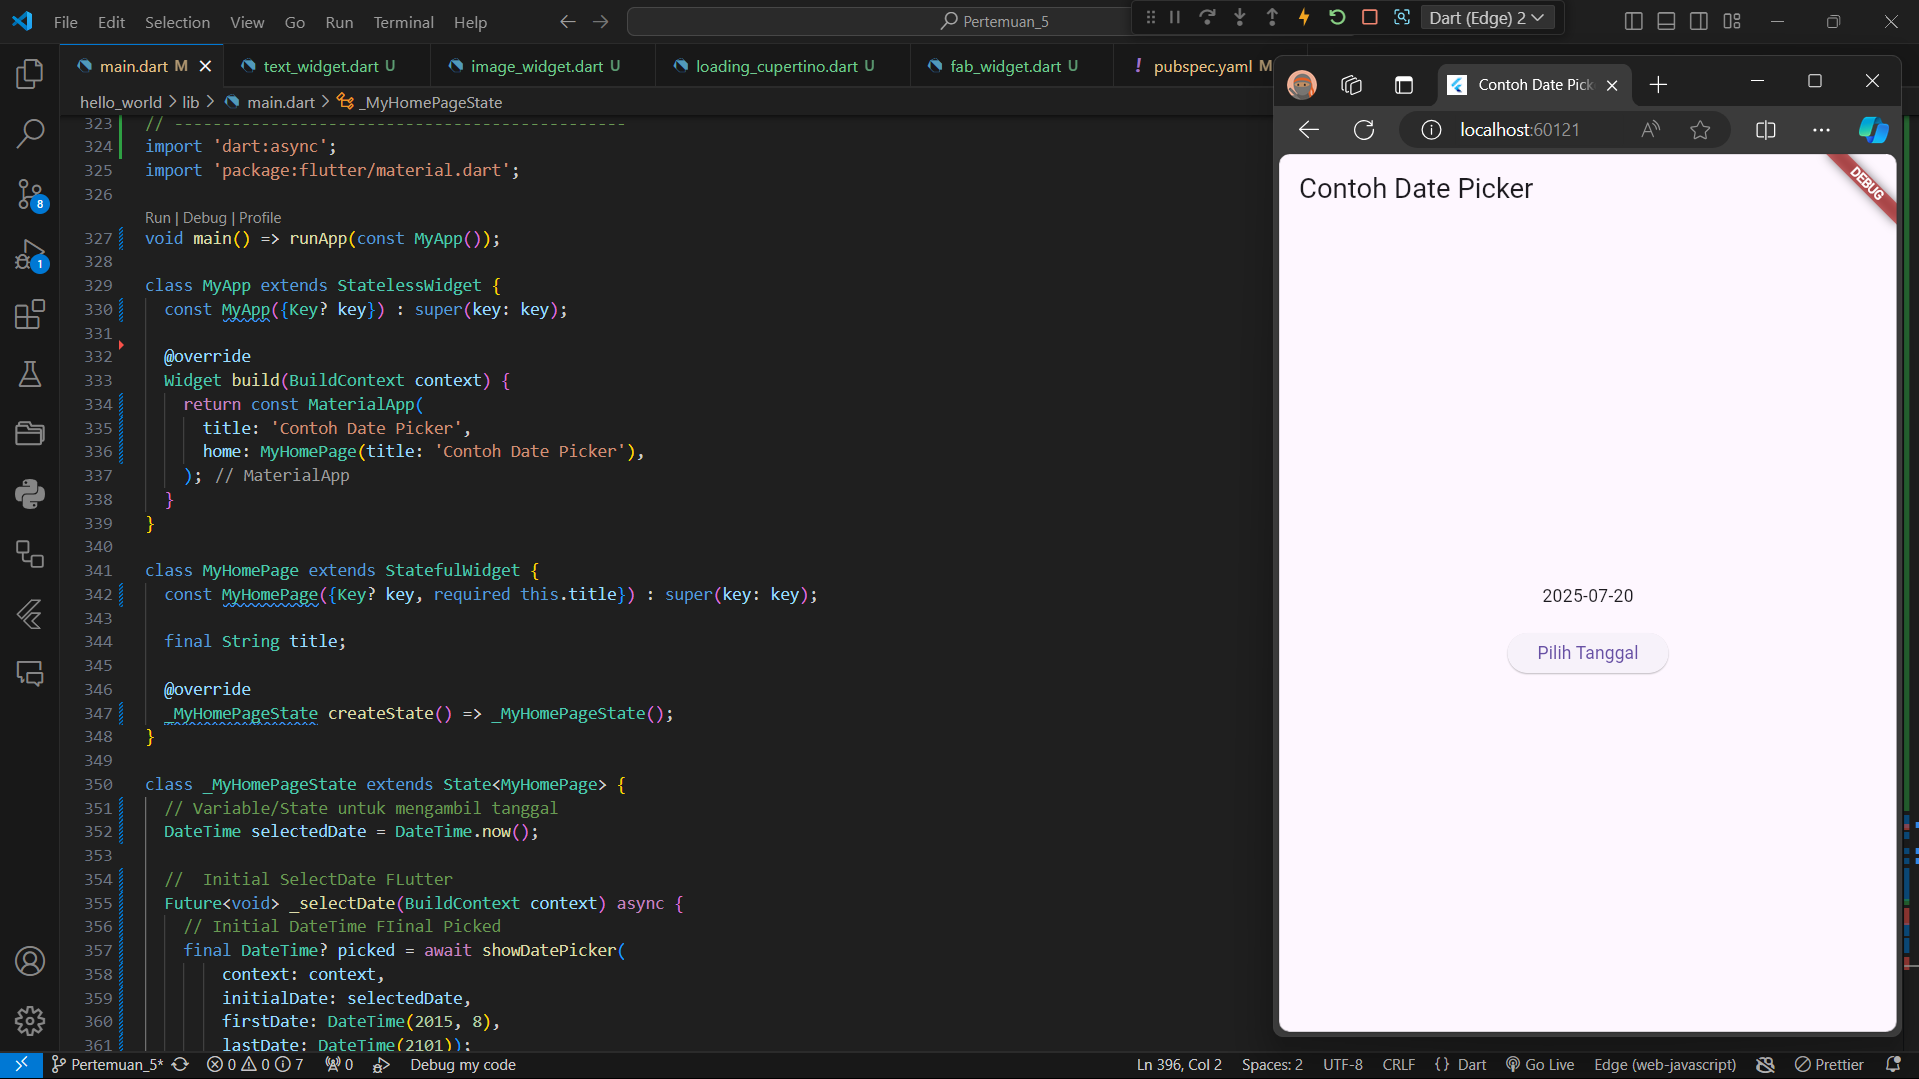 File Edit Selection View Go Run Terminal Help
Pertemuan_5
Dart (Edge) 2
main.dart M
text_widget.dart U
image_widget.dart U
loading_cupertino.dart U
fab_widget.dart U
! pubspec.yaml M
hello_world > lib > main.dart > _MyHomePageState
323 // -----------------------------------------------
324 import 'dart:async';
325 import 'package:flutter/material.dart';
326
Run | Debug | Profile
327 void main() => runApp(const MyApp());
328
329 class MyApp extends StatelessWidget {
330 const MyApp({Key? key}) : super(key: key);
331
332 @override
333 Widget build(BuildContext context) {
334 return const MaterialApp(
335 title: 'Contoh Date Picker',
336 home: MyHomePage(title: 'Contoh Date Picker'),
337 ); // MaterialApp
338 }
339 }
340
341 class MyHomePage extends StatefulWidget {
342 const MyHomePage({Key? key, required this.title}) : super(key: key);
343
344 final String title;
345
346 @override
347 _MyHomePageState createState() => _MyHomePageState();
348 }
349
350 class _MyHomePageState extends State<MyHomePage> {
351 // Variable/State untuk mengambil tanggal
352 DateTime selectedDate = DateTime.now();
353
354 //  Initial SelectDate FLutter
355 Future<void> _selectDate(BuildContext context) async {
356 // Initial DateTime FIinal Picked
357 final DateTime? picked = await showDatePicker(
358 context: context,
359 initialDate: selectedDate,
360 firstDate: DateTime(2015, 8),
361 lastDate: DateTime(2101));
8
1
Contoh Date Pick
localhost:60121
Contoh Date Picker
DEBUG
2025-07-20
Pilih Tanggal
Pertemuan_5* 0 0 7 0 Debug my code
Ln 396, Col 2 Spaces: 2 UTF-8 CRLF { } Dart Go Live Edge (web-javascript) Prettier